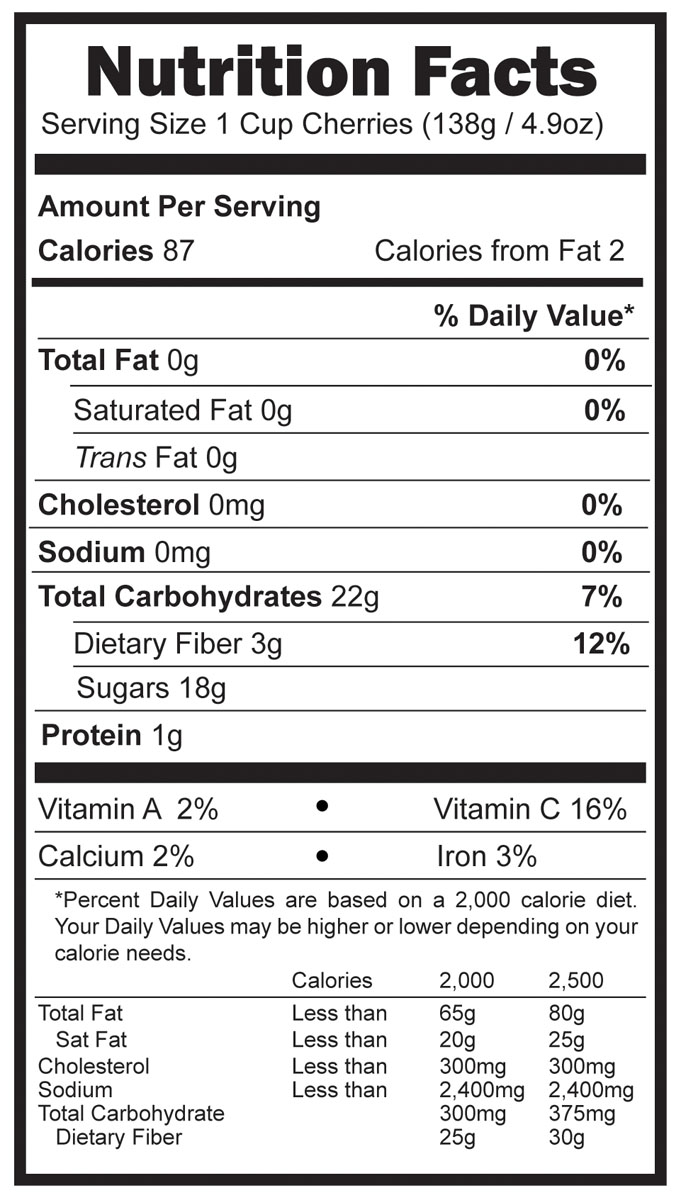 Nutrition Facts
Serving Size 1 Cup Cherries (138g / 4.9oz)
Amount Per Serving
Calories 87 Calories from Fat 2
% Daily Value*
Total Fat 0g 0%
Saturated Fat 0g 0%
Trans Fat 0g
Cholesterol 0mg 0%
Sodium 0mg 0%
Total Carbohydrates 22g 7%
Dietary Fiber 3g 12%
Sugars 18g
Protein 1g
Vitamin A 2% • Vitamin C 16%
Calcium 2% • Iron 3%
*Percent Daily Values are based on a 2,000 calorie diet.
Your Daily Values may be higher or lower depending on your
calorie needs.
Calories 2,000 2,500
Total Fat Less than 65g 80g
Sat Fat Less than 20g 25g
Cholesterol Less than 300mg 300mg
Sodium Less than 2,400mg 2,400mg
Total Carbohydrate 300mg 375mg
Dietary Fiber 25g 30g